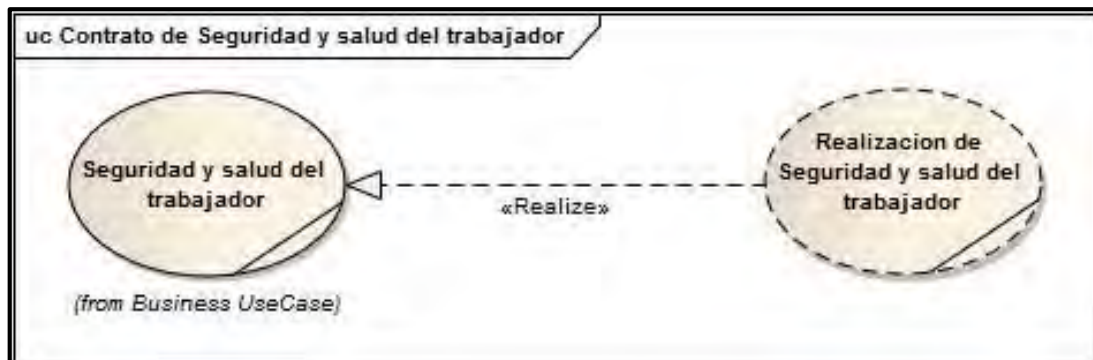 uc Contrato de Seguridad y salud del trabajador
Seguridad y salud del
trabajador
(from Business UseCase)
«Realize»
Realizacion de
Seguridad y salud del
trabajador